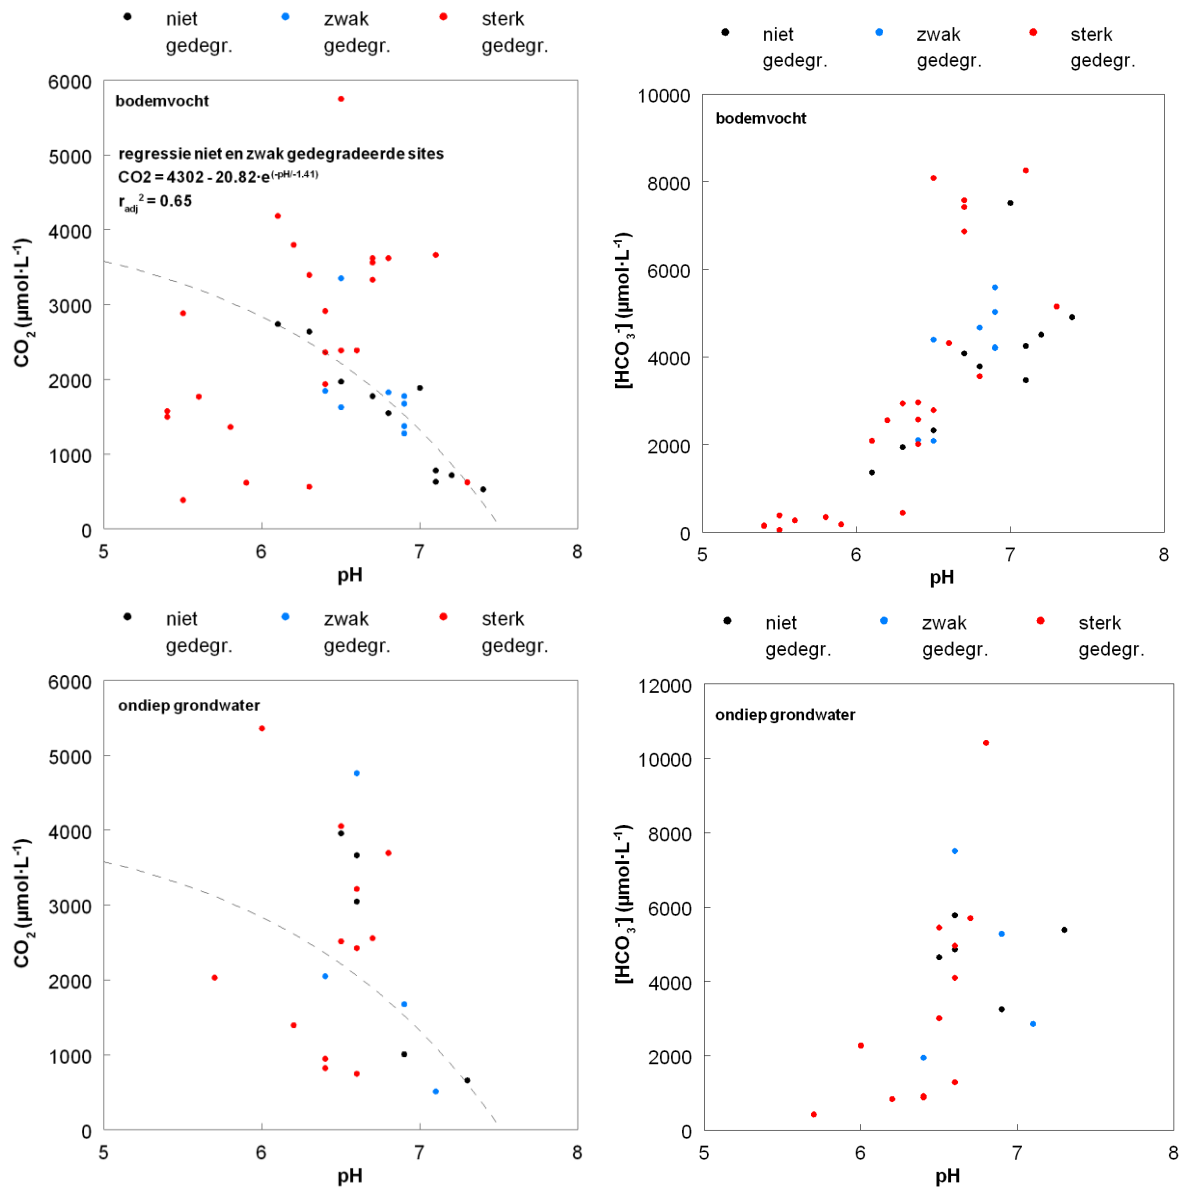 niet zwak sterk
gedegr. gedegr. gedegr.
6000
5000
4000
3000
2000
1000
0
CO2 (µmol·L-1)
bodemvocht
regressie niet en zwak gedegradeerde sites
CO2 = 4302 - 20.82·e(-pH/-1.41)
radj2 = 0.65
5 6 7 8
pH
niet zwak sterk
gedegr. gedegr. gedegr.
10000
8000
6000
4000
2000
0
[HCO3-] (µmol·L-1)
bodemvocht
5 6 7 8
pH
niet zwak sterk
gedegr. gedegr. gedegr.
6000
5000
4000
3000
2000
1000
0
CO2 (µmol·L-1)
ondiep grondwater
5 6 7 8
pH
niet zwak sterk
gedegr. gedegr. gedegr.
12000
10000
8000
6000
4000
2000
0
[HCO3-] (µmol·L-1)
ondiep grondwater
5 6 7 8
pH